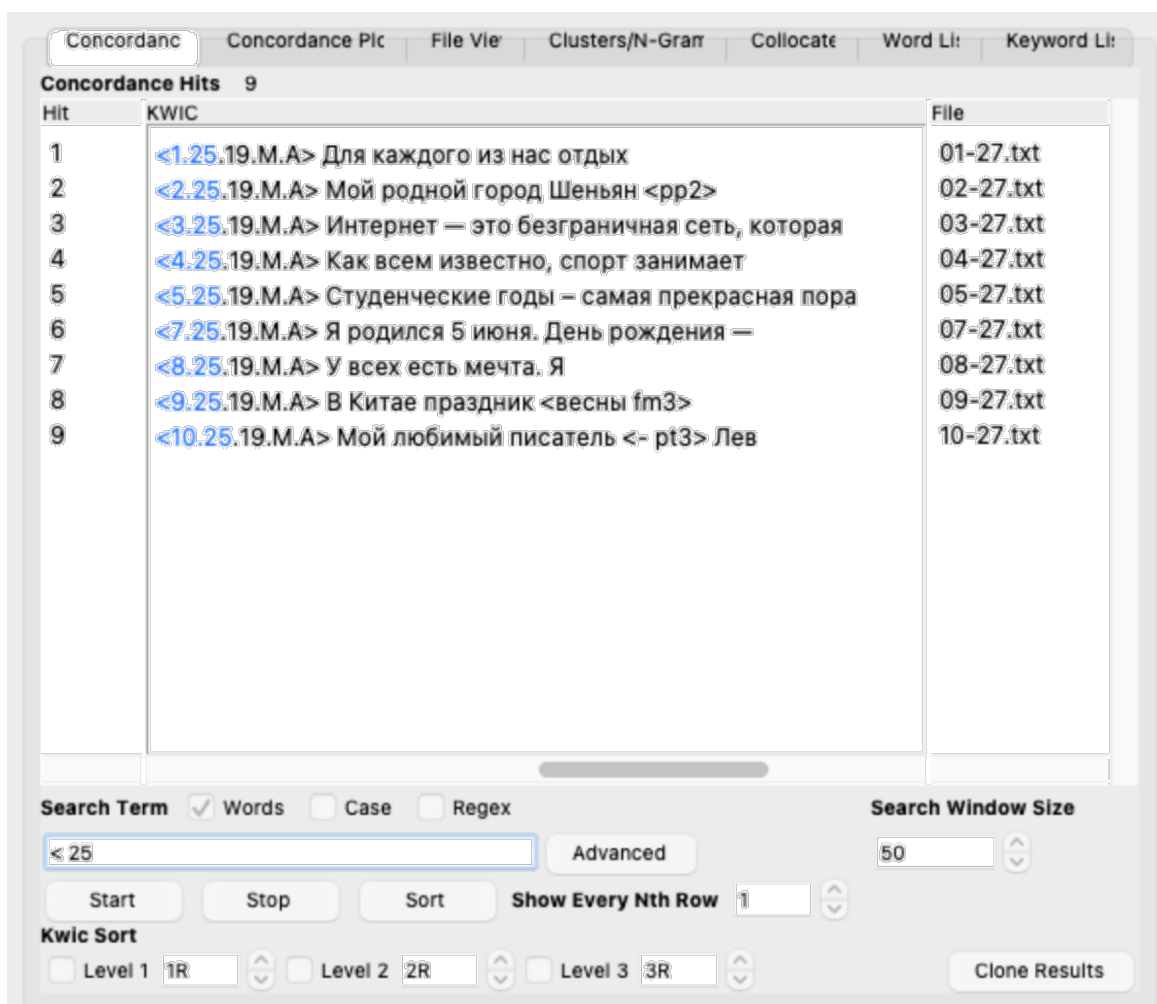 Concordanc Concordance Plc File Vie Clusters/N-Gram Collocate Word Lis Keyword Lis
Concordance Hits 9
Hit KWIC File
1 <1.25.19.M.A> Для каждого из нас отдых 01-27.txt
2 <2.25.19.M.A> Мой родной город Шеньян <pp2> 02-27.txt
3 <3.25.19.M.A> Интернет — это безграничная сеть, которая 03-27.txt
4 <4.25.19.M.A> Как всем известно, спорт занимает 04-27.txt
5 <5.25.19.M.A> Студенческие годы – самая прекрасная пора 05-27.txt
6 <7.25.19.M.A> Я родился 5 июня. День рождения — 07-27.txt
7 <8.25.19.M.A> У всех есть мечта. Я 08-27.txt
8 <9.25.19.M.A> В Китае праздник <весны fm3> 09-27.txt
9 <10.25.19.M.A> Мой любимый писатель <- pt3> Лев 10-27.txt
Search Term Words Case Regex Search Window Size
< 25 Advanced 50
Start Stop Sort Show Every Nth Row 1
Kwic Sort
Level 1 1R Level 2 2R Level 3 3R Clone Results